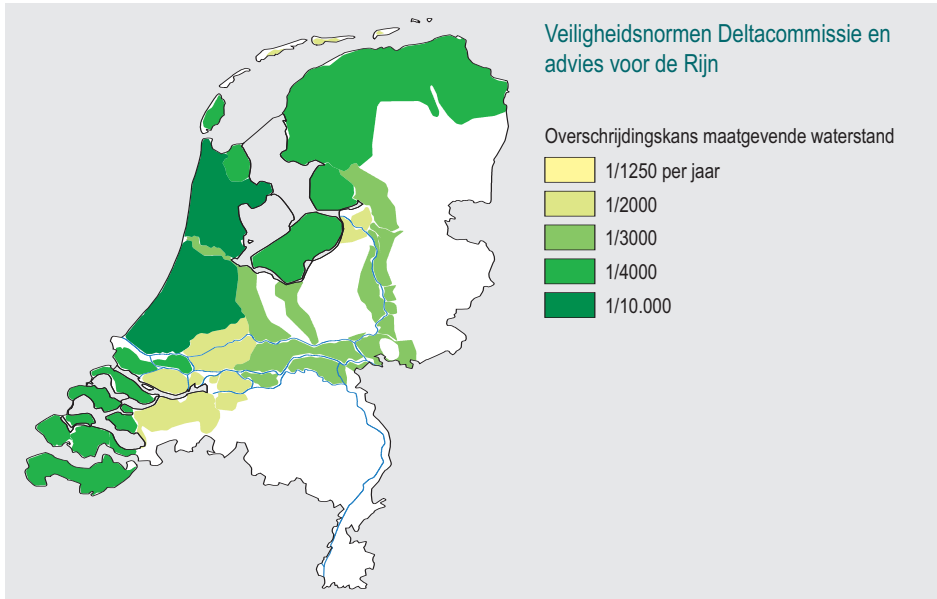 Veiligheidsnormen Deltacommissie en
advies voor de Rijn
Overschrijdingskans maatgevende waterstand
1/1250 per jaar
1/2000
1/3000
1/4000
1/10.000